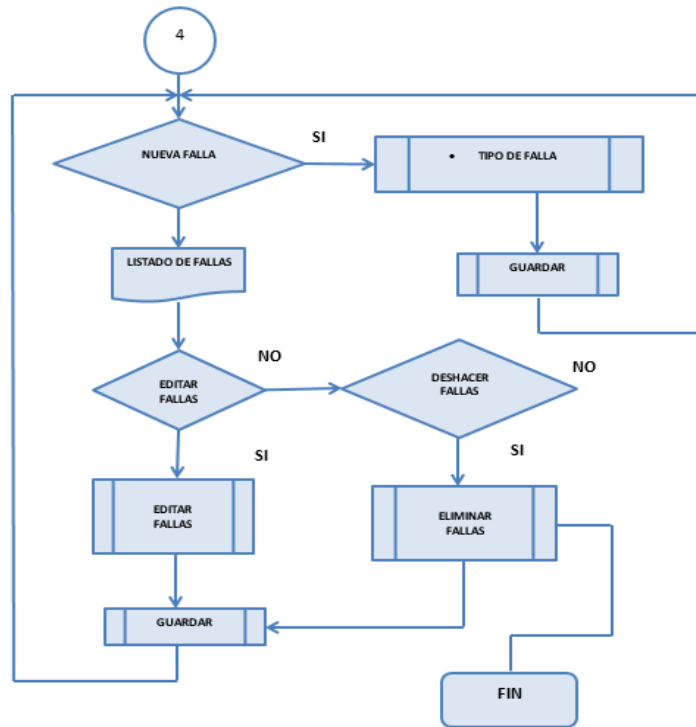 4
NUEVA FALLA
SI
• TIPO DE FALLA
LISTADO DE FALLAS
GUARDAR
NO
EDITAR
FALLAS
DESHACER
FALLAS
NO
SI
SI
EDITAR
FALLAS
ELIMINAR
FALLAS
GUARDAR
FIN